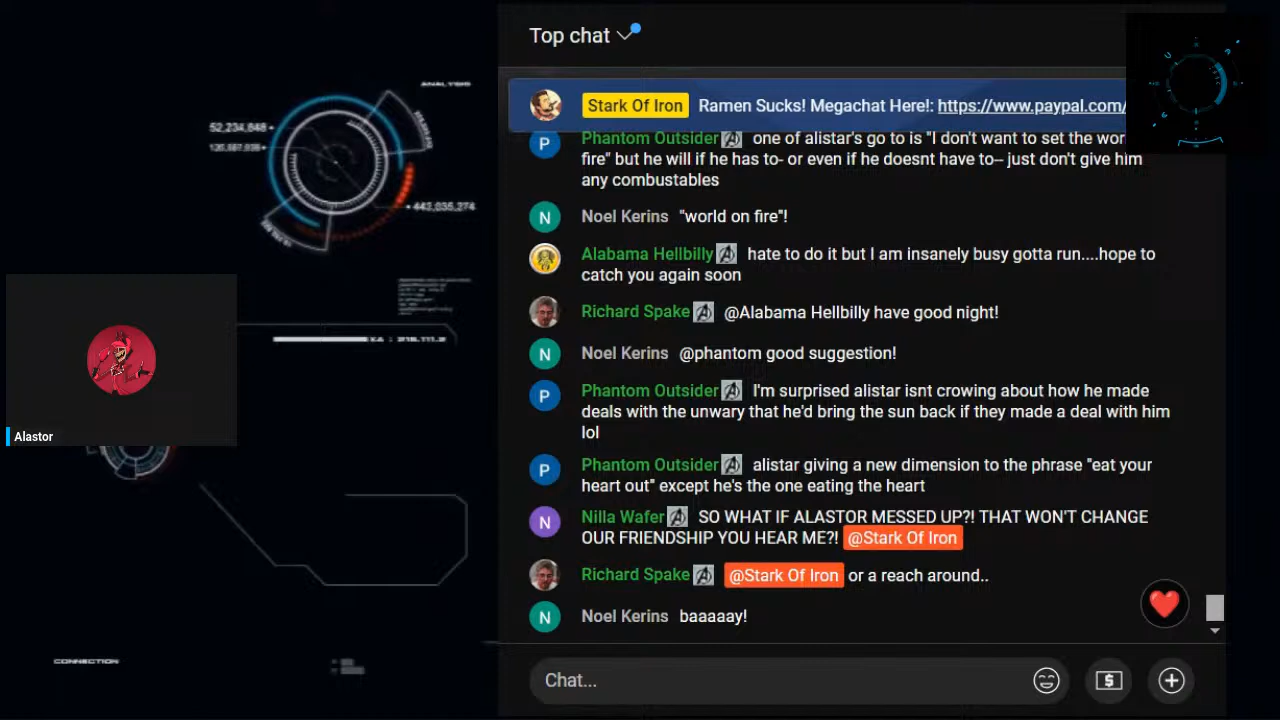 Top chat
Stark Of Iron Ramen Sucks! Megachat Here!: https://www.paypal.com/
Phantom Outsider one of alistar's go to is "I don't want to set the wor
fire" but he will if he has to- or even if he doesnt have to-- just don't give him
any combustables
Noel Kerins "world on fire"!
Alabama Hellbilly hate to do it but I am insanely busy gotta run....hope to
catch you again soon
Richard Spake @Alabama Hellbilly have good night!
Noel Kerins @phantom good suggestion!
Phantom Outsider I'm surprised alistar isnt crowing about how he made
deals with the unwary that he'd bring the sun back if they made a deal with him
lol
Phantom Outsider alistar giving a new dimension to the phrase "eat your
heart out" except he's the one eating the heart
Nilla Wafer SO WHAT IF ALASTOR MESSED UP?! THAT WON'T CHANGE
OUR FRIENDSHIP YOU HEAR ME?! @Stark Of Iron
Richard Spake @Stark Of Iron or a reach around..
Noel Kerins baaaaay!
Chat...
P
N
N
P
P
N
N
Alastor
ANALYSIS
52,234,648
442,035,274
CONNECTION